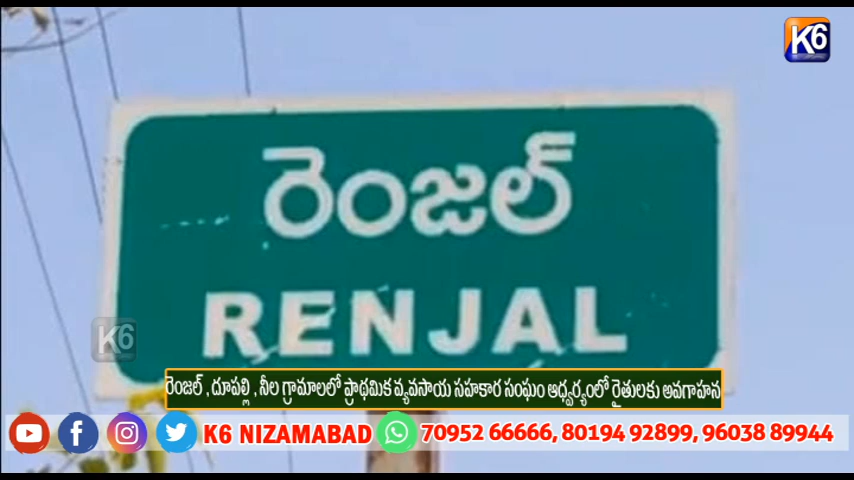 K6
రెంజల్
RENJAL
K6
రెంజల్ , దూపల్లి , నీల గ్రామాలలో ప్రాథమిక వ్యవసాయ సహకార సంఘం ఆధ్వర్యంలో రైతులకు అవగాహన
K6 NIZAMABAD 70952 66666, 80194 92899, 96038 89944